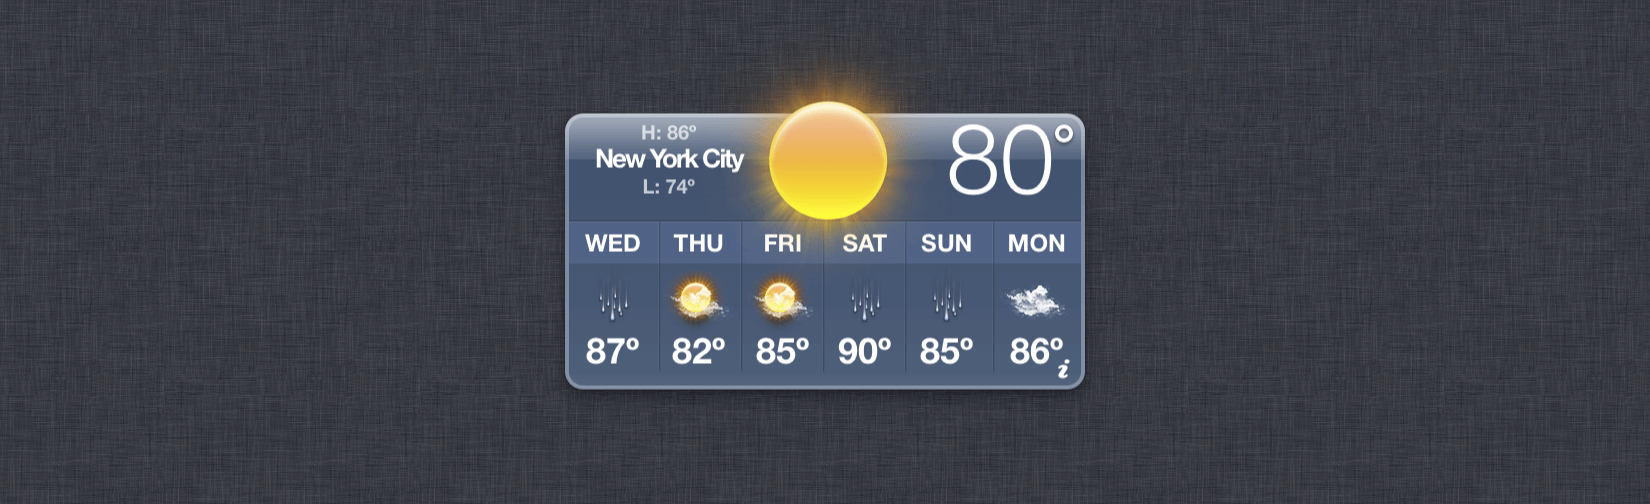 H: 86º
New York City
L: 74º
80°
WED THU FRI SAT SUN MON
87º 82º 85º 90º 85º 86º
i